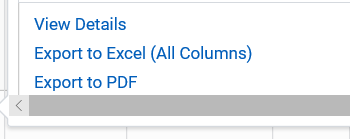 View Details
Export to Excel (All Columns)
Export to PDF